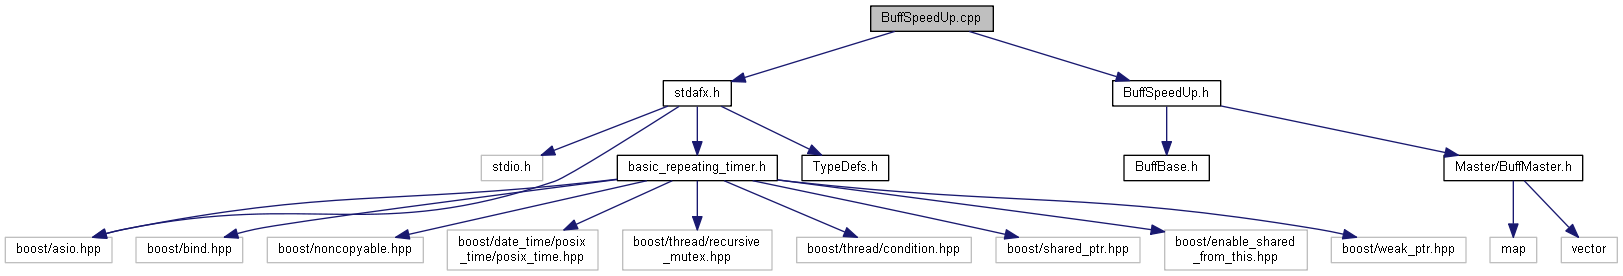 BuffSpeedUp.cpp
stdafx.h
BuffSpeedUp.h
stdio.h
basic_repeating_timer.h
TypeDefs.h
BuffBase.h
Master/BuffMaster.h
boost/asio.hpp
boost/bind.hpp
boost/noncopyable.hpp
boost/date_time/posix
_time/posix_time.hpp
boost/thread/recursive
_mutex.hpp
boost/thread/condition.hpp
boost/shared_ptr.hpp
boost/enable_shared
_from_this.hpp
boost/weak_ptr.hpp
map
vector